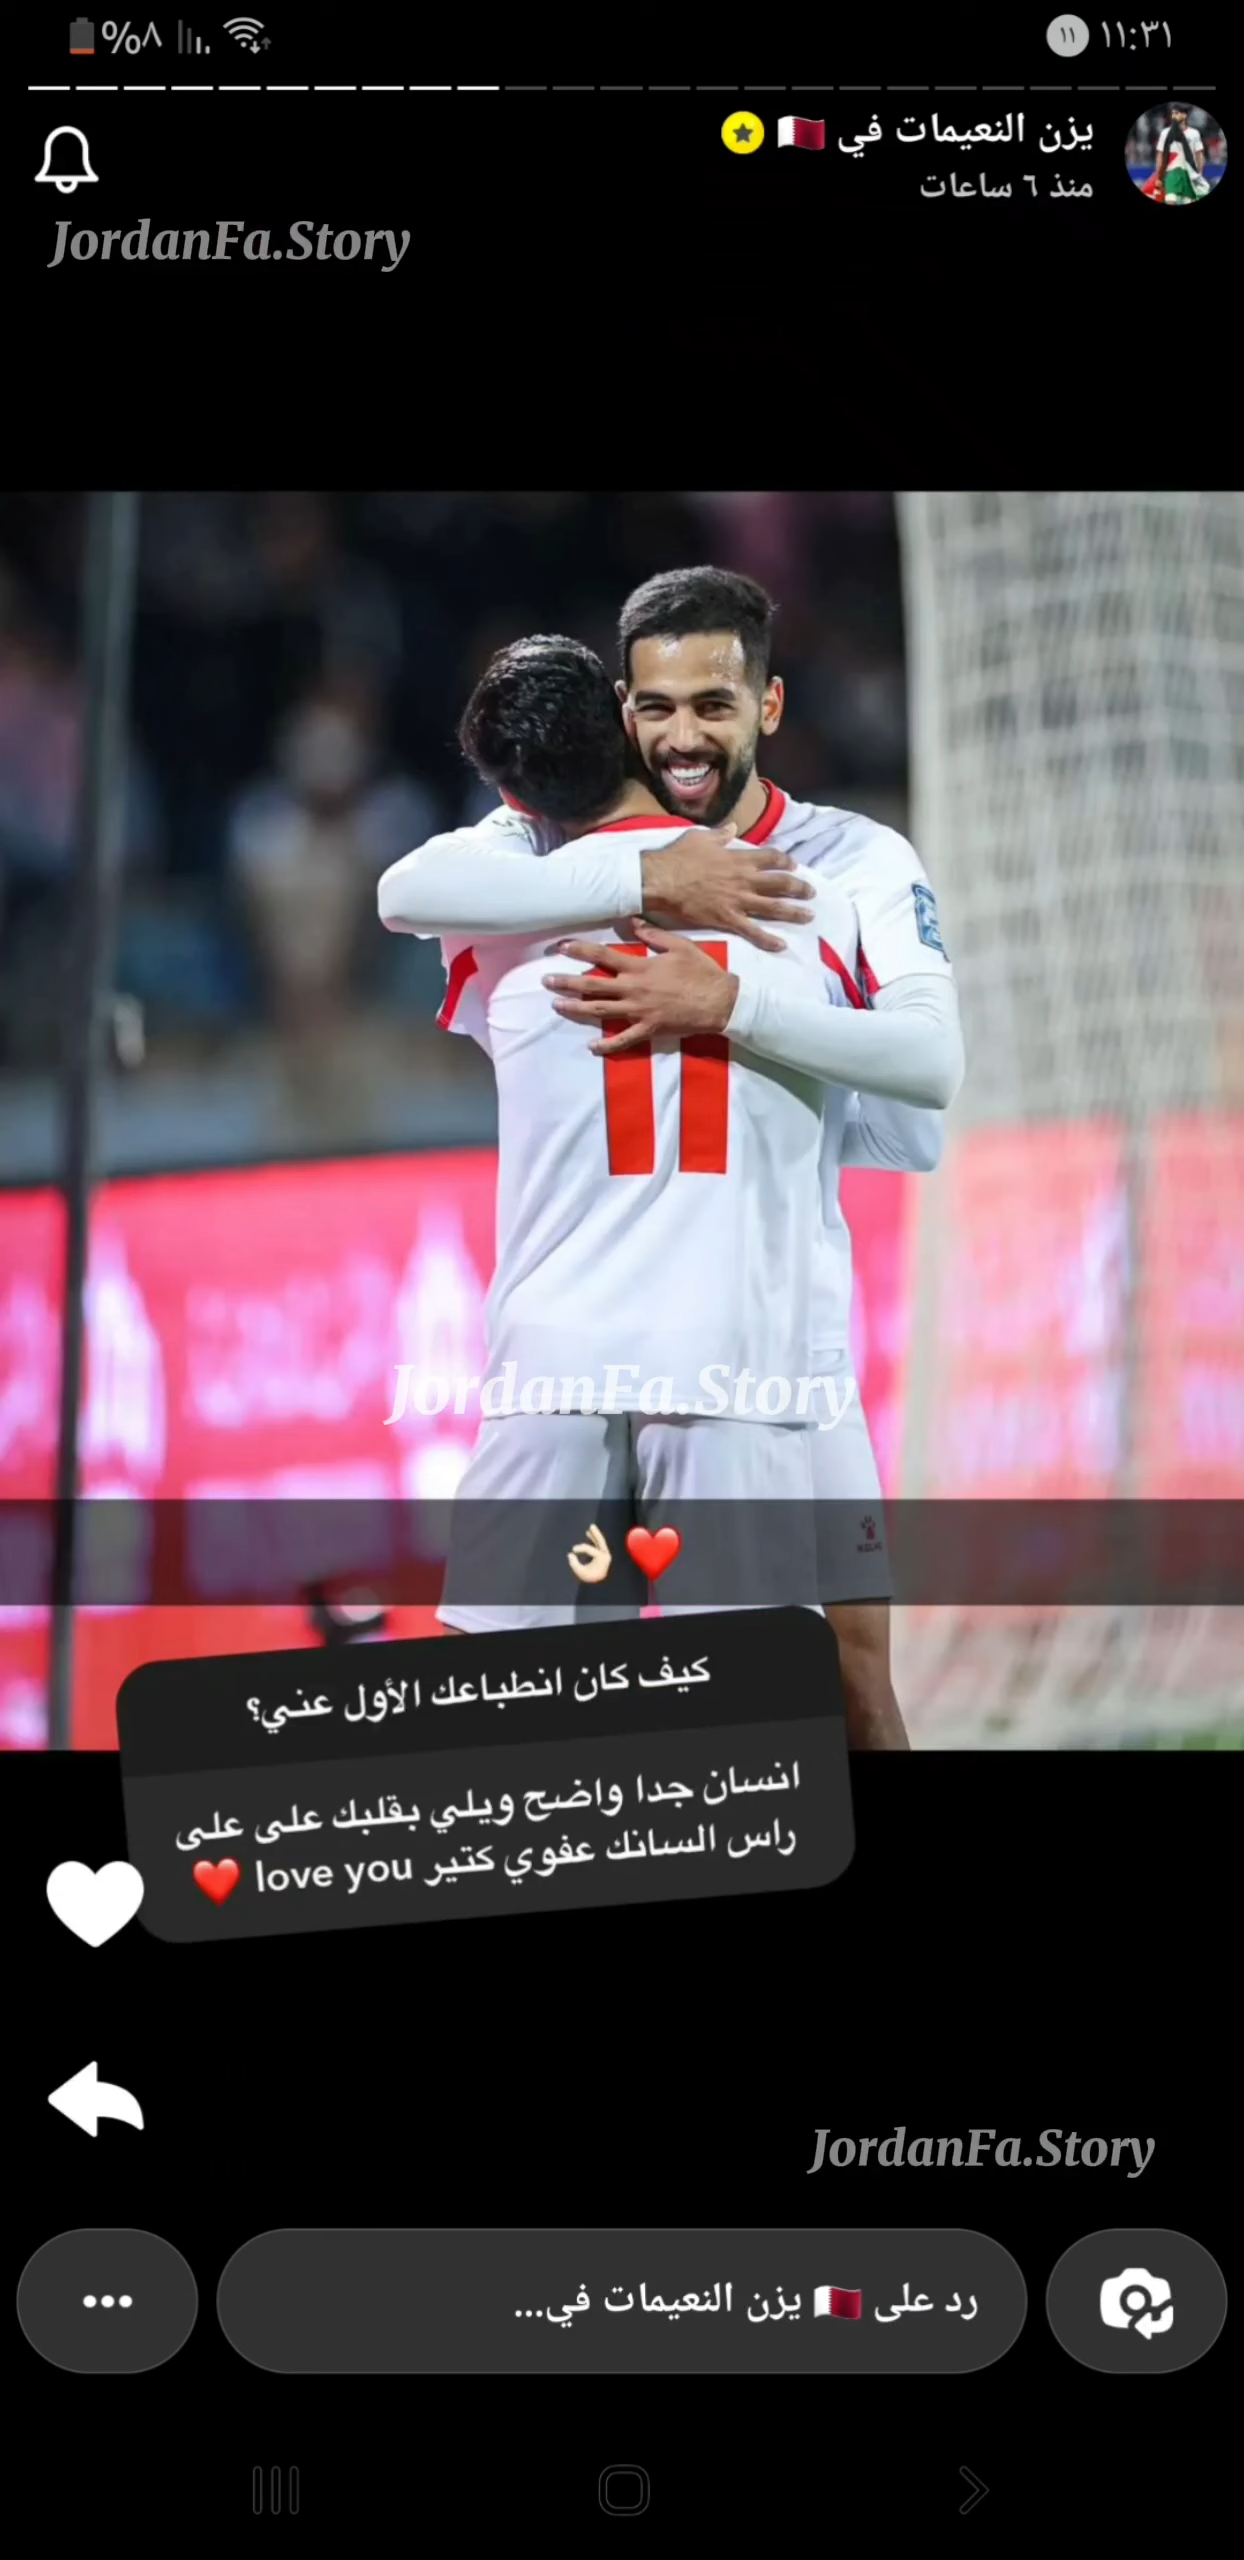 ١١:٣١
١١
%٨
يزن النعيمات في 🇶🇦
منذ ٦ ساعات
JordanFa.Story
11
JordanFa.Story
👌🏼❤️
كيف كان انطباعك الأول عني؟
انسان جدا واضح ويلي بقلبك على على
راس السانك عفوي كتير love you ❤️
JordanFa.Story
رد على 🇶🇦 يزن النعيمات في...